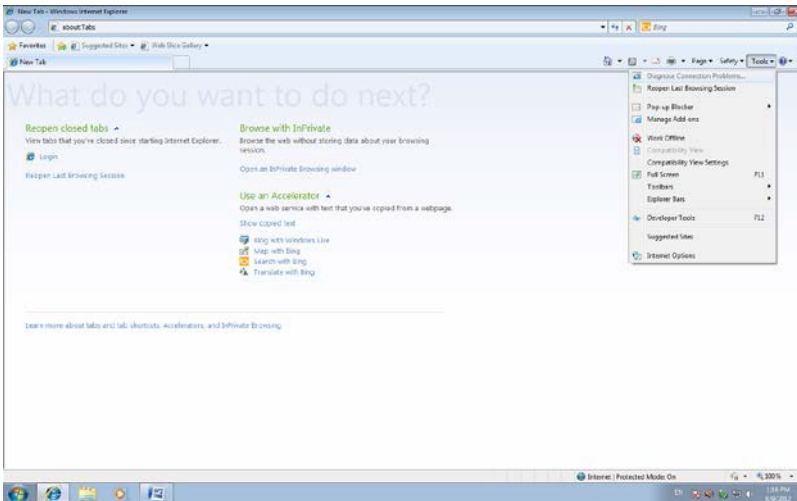 New Tab - Windows Internet Explorer
about:Tabs
Bing
Favorites
Suggested Sites
Web Slice Gallery
New Tab
Page
Safety
Tools
What do you want to do next?
Reopen closed tabs
View tabs that you've closed since starting Internet Explorer.
Login
Reopen Last Browsing Session
Browse with InPrivate
Browse the web without storing data about your browsing
session.
Open an InPrivate Browsing window
Use an Accelerator
Open a web service with text that you've copied from a webpage.
Show copied text
Blog with Windows Live
Map with Bing
Search with Bing
Translate with Bing
Learn more about tabs and tab shortcuts, Accelerators, and InPrivate Browsing
Diagnose Connection Problems...
Reopen Last Browsing Session
Pop-up Blocker
Manage Add-ons
Work Offline
Compatibility View
Compatibility View Settings
Full Screen F11
Toolbars
Explorer Bars
Developer Tools F12
Suggested Sites
Internet Options
Internet | Protected Mode: On
100%
EN